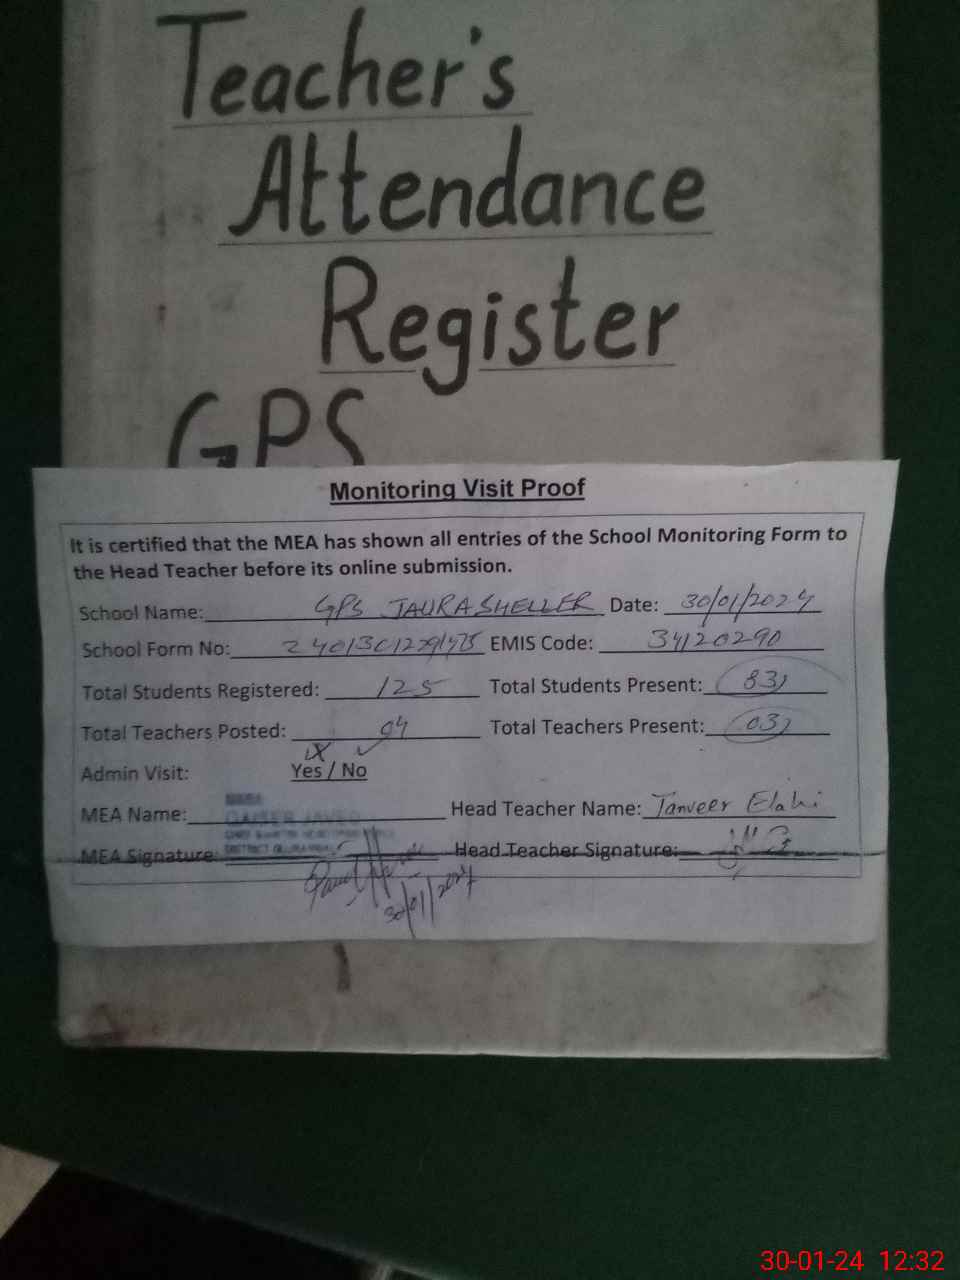 Teacher's
Attendance
Register
GPS
Monitoring Visit Proof
It is certified that the MEA has shown all entries of the School Monitoring Form to
the Head Teacher before its online submission.
School Name: GPS JAURA SHELLER Date: 30/01/2024
School Form No: EMIS Code: 34120290
Total Students Registered: 125 Total Students Present: 83
Total Teachers Posted: 04 Total Teachers Present: 03
Admin Visit: Yes / No
MEA Name: Head Teacher Name: Tanveer Elahi
MEA Signature: Head Teacher Signature:
30/01/2024
30-01-24 12:32